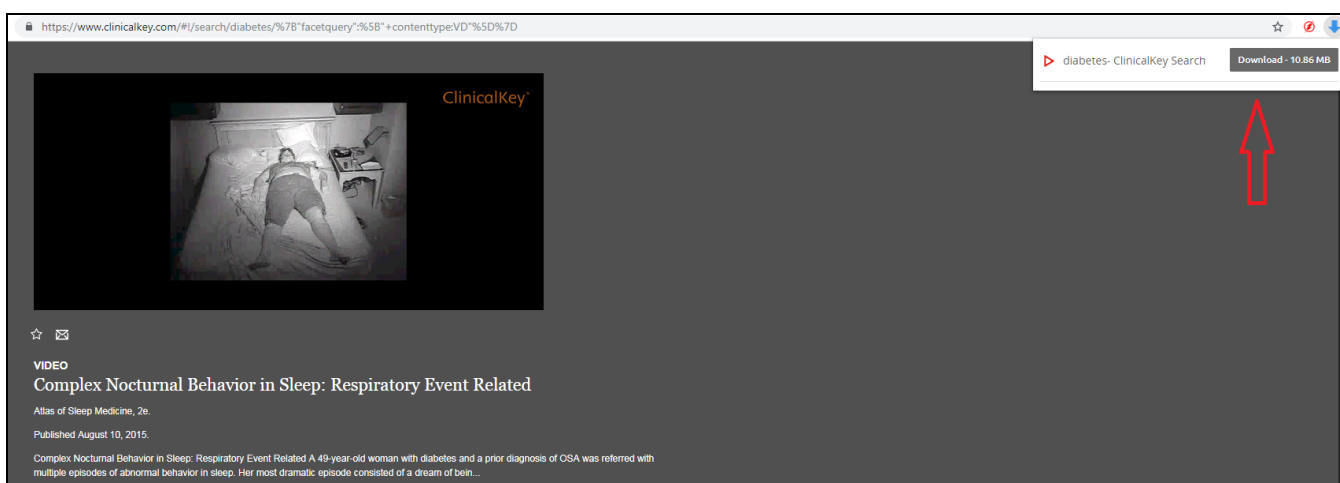 https://www.clinicalkey.com/#!/search/diabetes/%7B"facetquery":%5B"+contenttype:VD"%5D%7D
diabetes- ClinicalKey Search
Download - 10.86 MB
ClinicalKey®
VIDEO
Complex Nocturnal Behavior in Sleep: Respiratory Event Related
Atlas of Sleep Medicine, 2e.
Published August 10, 2015.
Complex Nocturnal Behavior in Sleep: Respiratory Event Related A 49-year-old woman with diabetes and a prior diagnosis of OSA was referred with
multiple episodes of abnormal behavior in sleep. Her most dramatic episode consisted of a dream of bein...